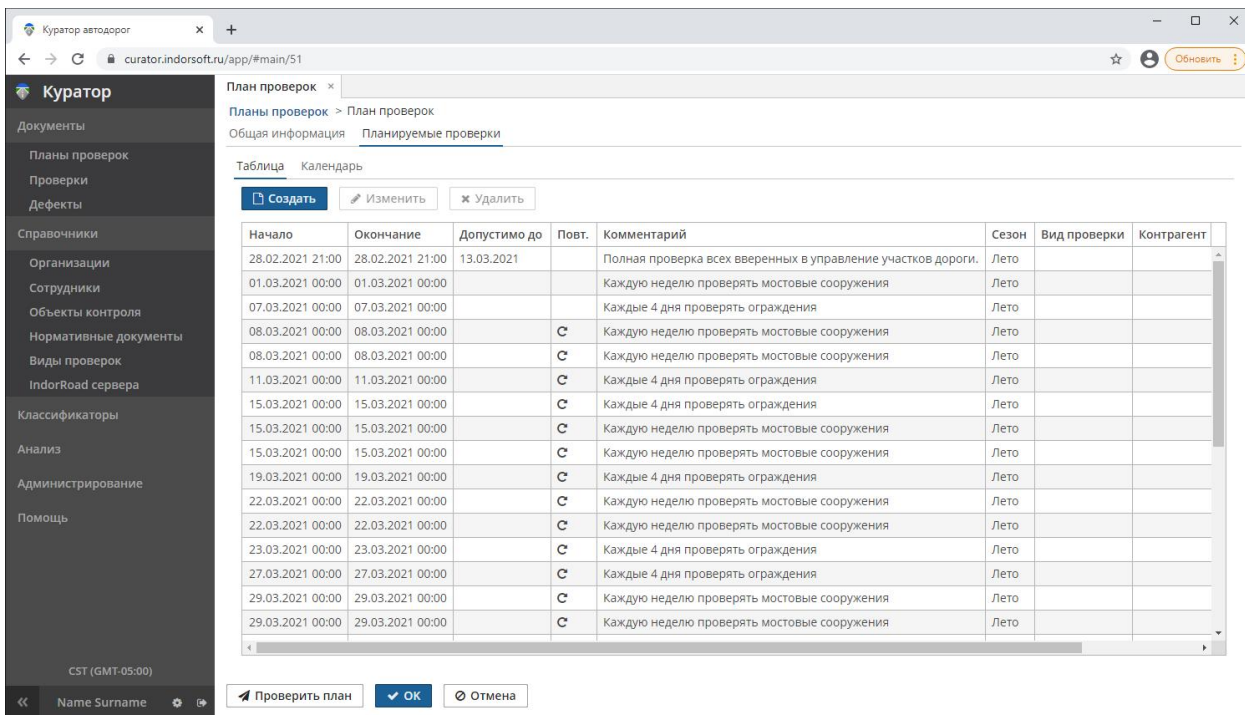 Куратор автодорог
curator.indorsoft.ru/app/#main/51
Обновить
Куратор
Документы
Планы проверок
Проверки
Дефекты
Справочники
Организации
Сотрудники
Объекты контроля
Нормативные документы
Виды проверок
IndorRoad сервера
Классификаторы
Анализ
Администрирование
Помощь
CST (GMT-05:00)
Name Surname
План проверок
Планы проверок > План проверок
Общая информация Планируемые проверки
Таблица Календарь
Создать Изменить Удалить
Начало Окончание Допустимо до Повт. Комментарий Сезон Вид проверки Контрагент
28.02.2021 21:00 28.02.2021 21:00 13.03.2021 Полная проверка всех вверенных в управление участков дороги. Лето
01.03.2021 00:00 01.03.2021 00:00 Каждую неделю проверять мостовые сооружения Лето
07.03.2021 00:00 07.03.2021 00:00 Каждые 4 дня проверять ограждения Лето
08.03.2021 00:00 08.03.2021 00:00 Каждую неделю проверять мостовые сооружения Лето
08.03.2021 00:00 08.03.2021 00:00 Каждую неделю проверять мостовые сооружения Лето
11.03.2021 00:00 11.03.2021 00:00 Каждые 4 дня проверять ограждения Лето
15.03.2021 00:00 15.03.2021 00:00 Каждые 4 дня проверять ограждения Лето
15.03.2021 00:00 15.03.2021 00:00 Каждую неделю проверять мостовые сооружения Лето
15.03.2021 00:00 15.03.2021 00:00 Каждую неделю проверять мостовые сооружения Лето
19.03.2021 00:00 19.03.2021 00:00 Каждые 4 дня проверять ограждения Лето
22.03.2021 00:00 22.03.2021 00:00 Каждую неделю проверять мостовые сооружения Лето
22.03.2021 00:00 22.03.2021 00:00 Каждую неделю проверять мостовые сооружения Лето
23.03.2021 00:00 23.03.2021 00:00 Каждые 4 дня проверять ограждения Лето
27.03.2021 00:00 27.03.2021 00:00 Каждые 4 дня проверять ограждения Лето
29.03.2021 00:00 29.03.2021 00:00 Каждую неделю проверять мостовые сооружения Лето
29.03.2021 00:00 29.03.2021 00:00 Каждую неделю проверять мостовые сооружения Лето
Проверить план ОК Отмена